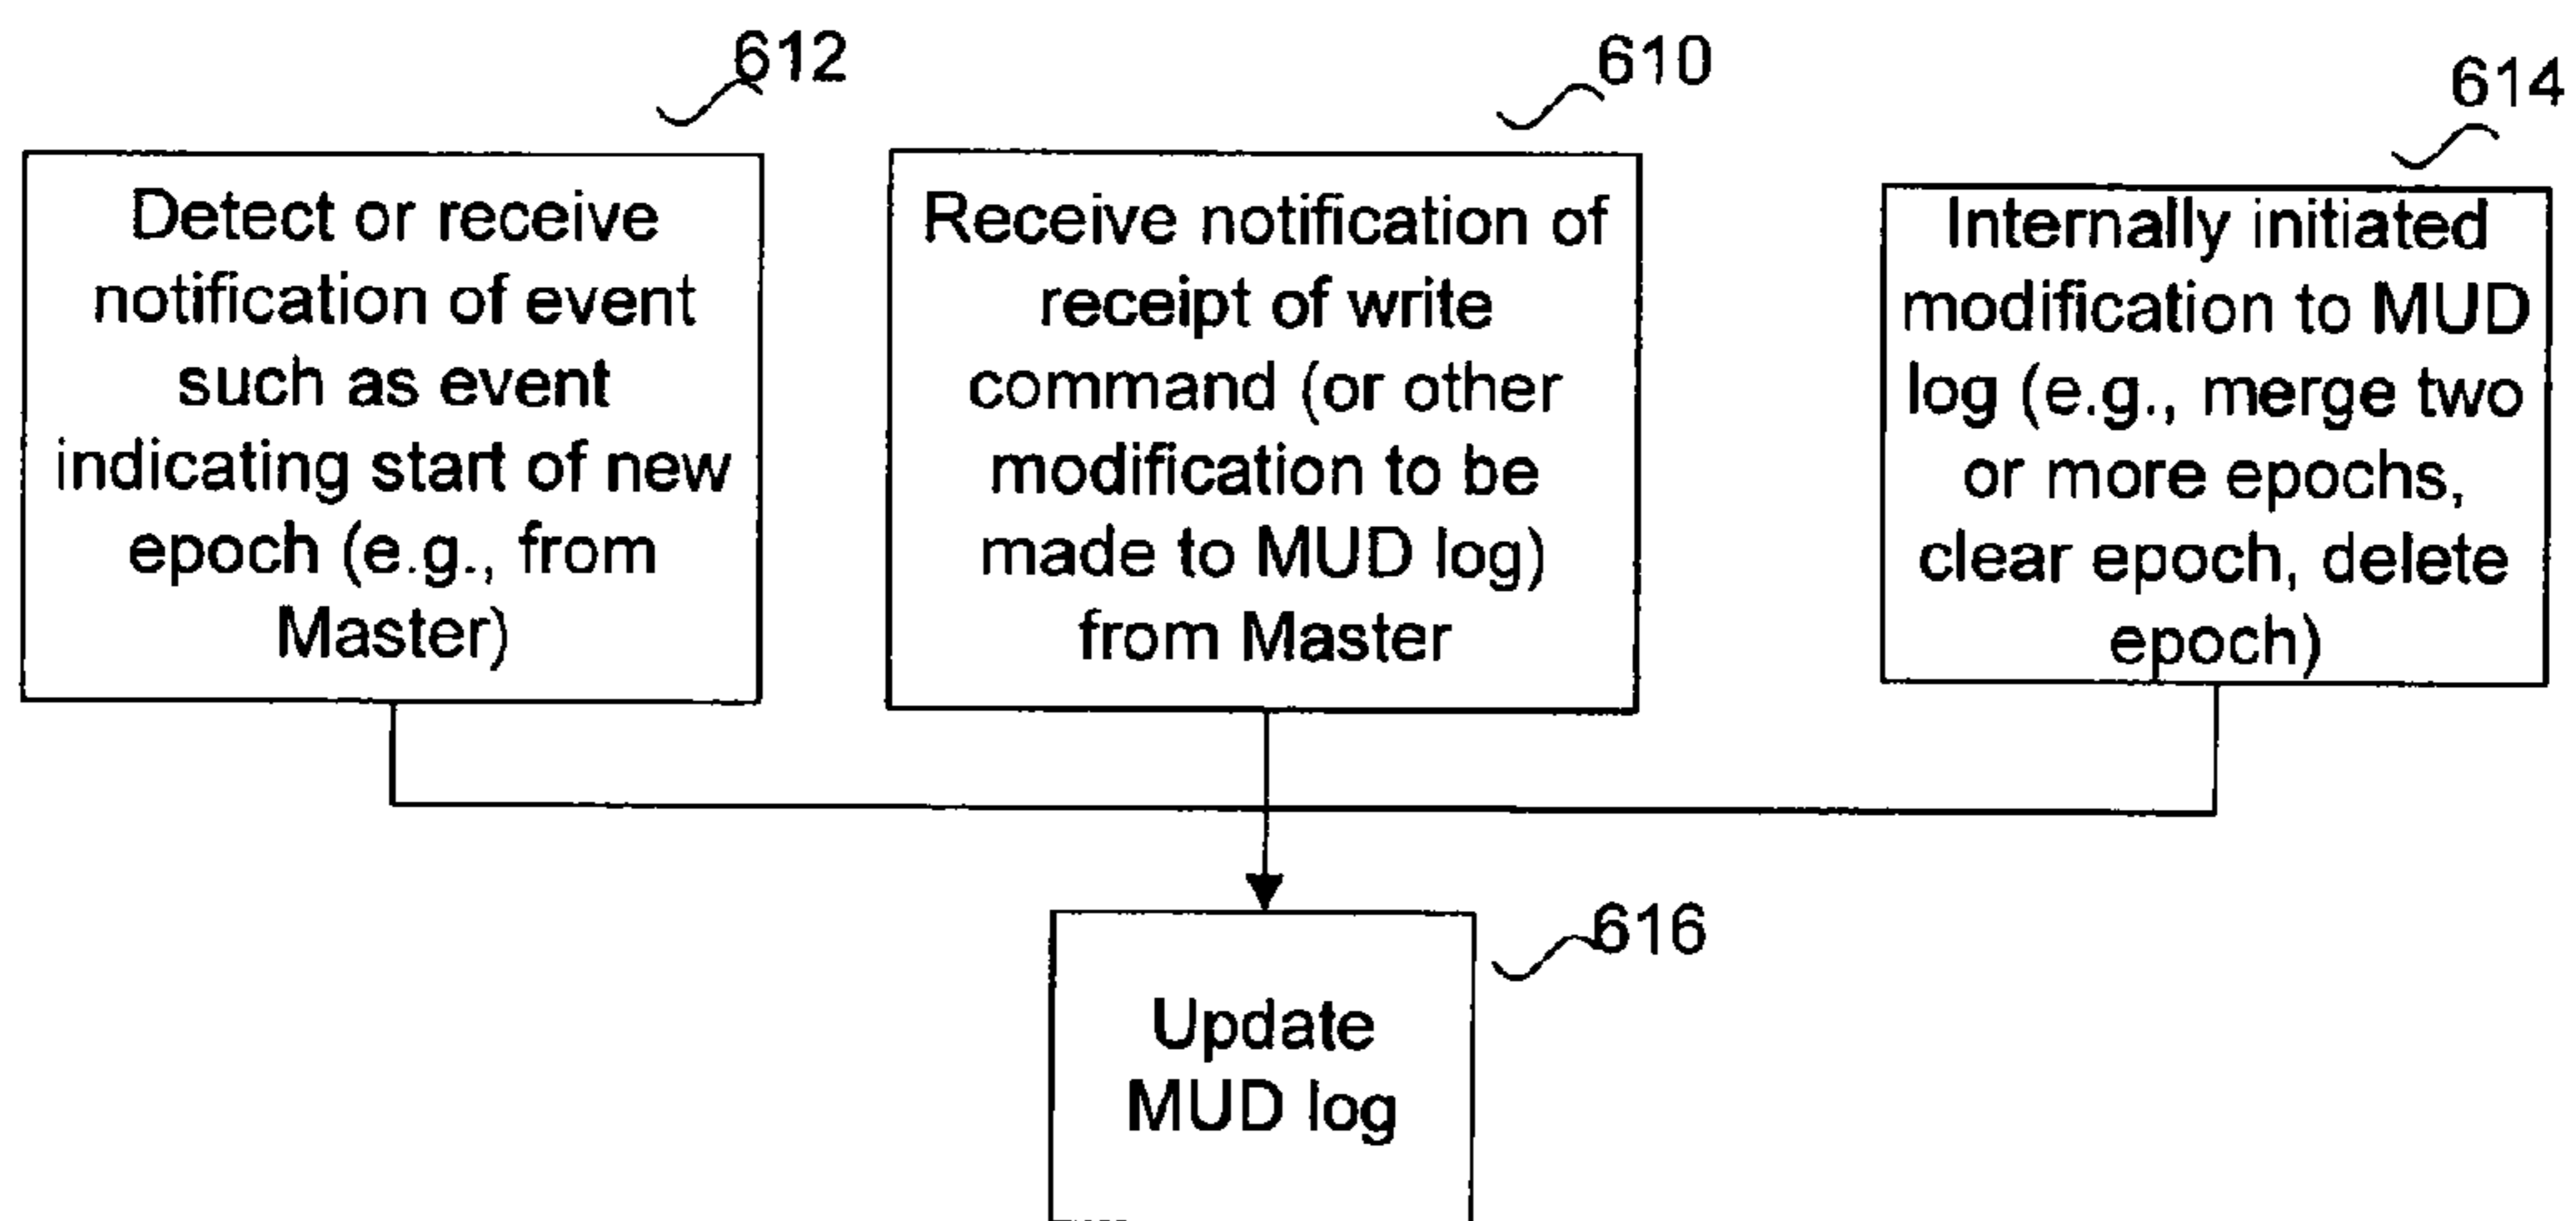 612
Detect or receive
notification of event
such as event
indicating start of new
epoch (e.g., from
Master)
610
Receive notification of
receipt of write
command (or other
modification to be
made to MUD log)
from Master
614
Internally initiated
modification to MUD
log (e.g., merge two
or more epochs,
clear epoch, delete
epoch)
616
Update
MUD log